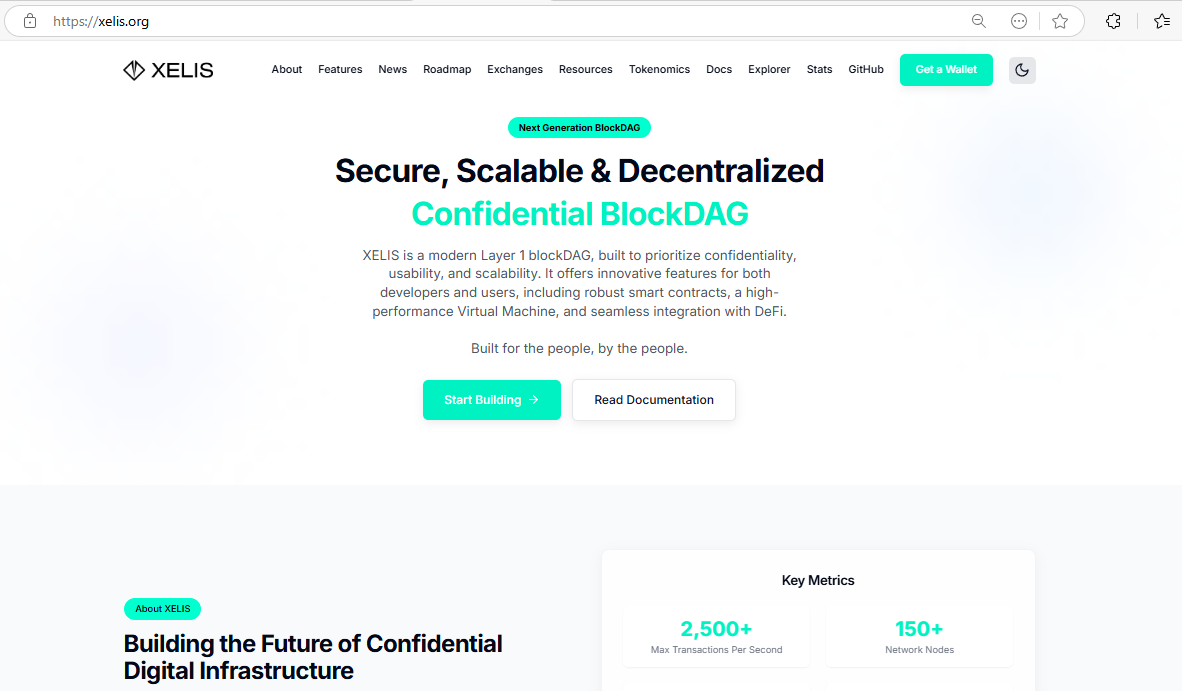 https://xelis.org
XELIS
About Features News Roadmap Exchanges Resources Tokenomics Docs Explorer Stats GitHub Get a Wallet
Next Generation BlockDAG
Secure, Scalable & Decentralized
Confidential BlockDAG
XELIS is a modern Layer 1 blockDAG, built to prioritize confidentiality,
usability, and scalability. It offers innovative features for both
developers and users, including robust smart contracts, a high-
performance Virtual Machine, and seamless integration with DeFi.
Built for the people, by the people.
Start Building →
Read Documentation
About XELIS
Building the Future of Confidential
Digital Infrastructure
Key Metrics
2,500+
Max Transactions Per Second
150+
Network Nodes